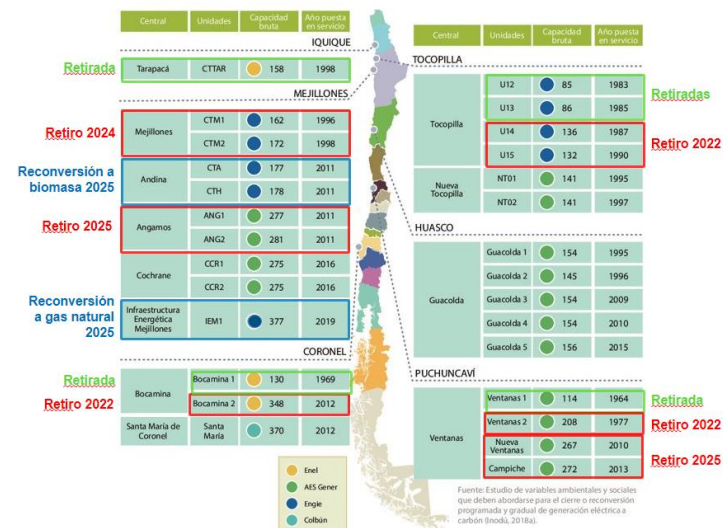 Central Unidades Capacidad bruta Año puesta en servicio
IQUIQUE
Retirada Tarapacá CTTAR 158 1998
MEJILLONES
Retiro 2024 Mejillones CTM1 162 1996
CTM2 172 1998
Reconversión a biomasa 2025 Andina CTA 177 2011
CTH 178 2011
Retiro 2025 Angamos ANG1 277 2011
ANG2 281 2011
Cochrane CCR1 275 2016
CCR2 275 2016
Reconversión a gas natural 2025 Infraestructura Energética Mejillones IEM1 377 2019
CORONEL
Retirada Bocamina Bocamina 1 130 1969
Retiro 2022 Bocamina 2 348 2012
Santa María de Coronel Santa María 370 2012
Enel
AES Gener
Engie
Colbún
Central Unidades Capacidad bruta Año puesta en servicio
TOCOPILLA
Tocopilla U12 85 1983 Retiradas
U13 86 1985
U14 136 1987 Retiro 2022
U15 132 1990
Nueva Tocopilla NT01 141 1995
NT02 141 1997
HUASCO
Guacolda Guacolda 1 154 1995
Guacolda 2 145 1996
Guacolda 3 154 2009
Guacolda 4 154 2010
Guacolda 5 156 2015
PUCHUNCAVÍ
Ventanas Ventanas 1 114 1964 Retirada
Ventanas 2 208 1977 Retiro 2022
Nueva Ventanas 267 2010 Retiro 2025
Campiche 272 2013
Fuente: Estudio de variables ambientales y sociales
que deben abordarse para el cierre o reconversión
programada y gradual de generación eléctrica a
carbón (Inodú, 2018a).